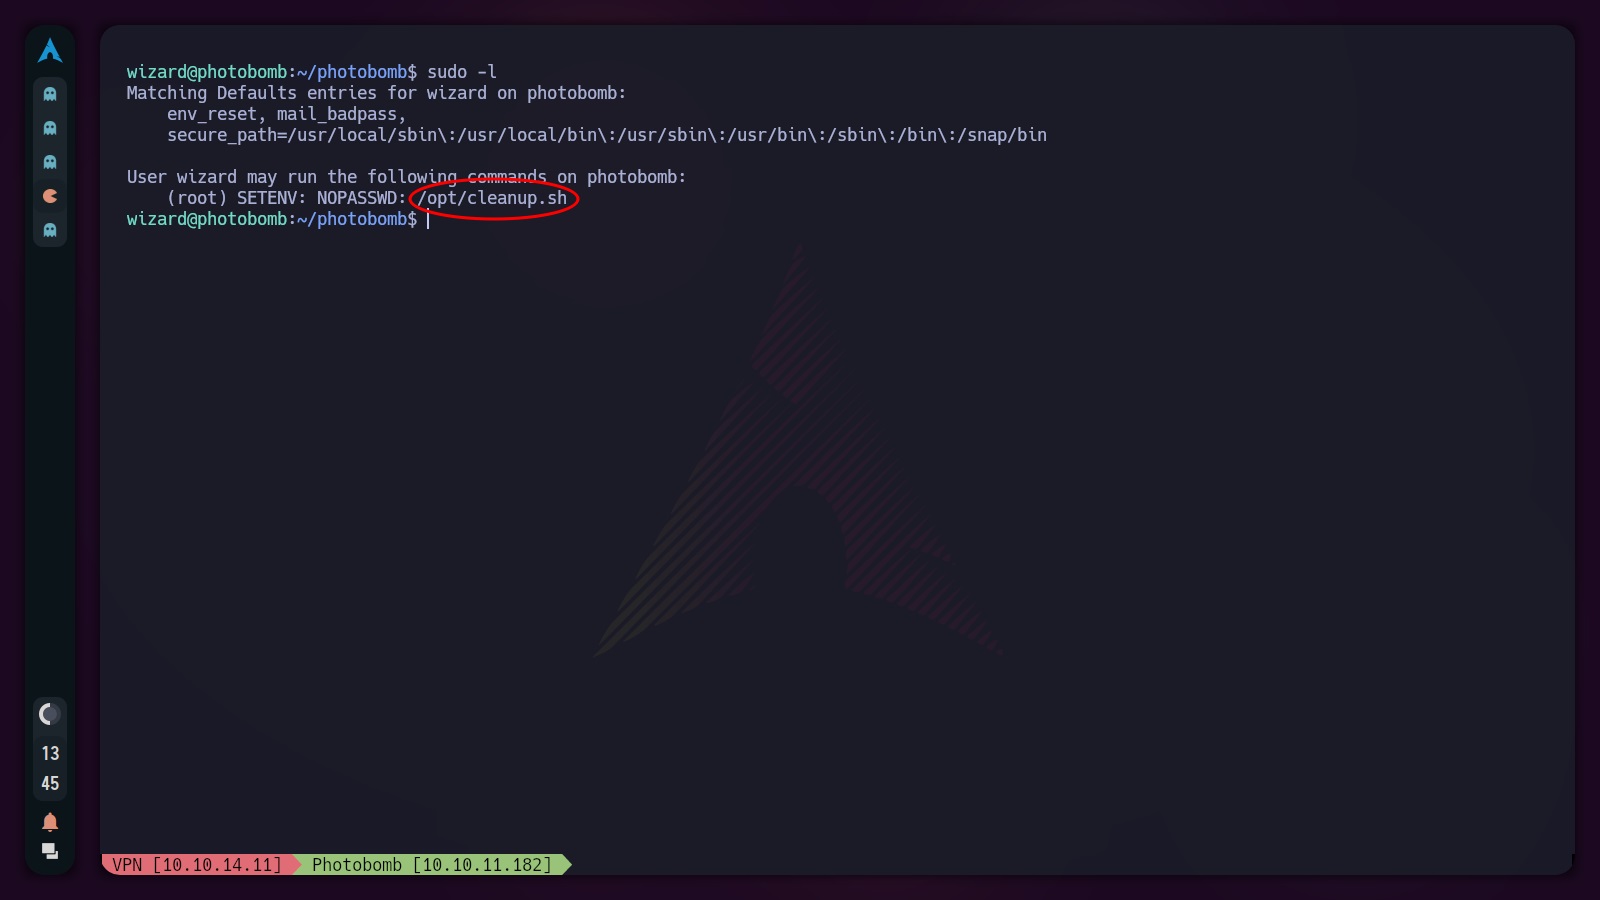 wizard@photobomb:~/photobomb$ sudo -l
Matching Defaults entries for wizard on photobomb:
    env_reset, mail_badpass,
    secure_path=/usr/local/sbin\:/usr/local/bin\:/usr/sbin\:/usr/bin\:/sbin\:/bin\:/snap/bin

User wizard may run the following commands on photobomb:
    (root) SETENV: NOPASSWD: /opt/cleanup.sh
wizard@photobomb:~/photobomb$
13
45
VPN [10.10.14.11] Photobomb [10.10.11.182]